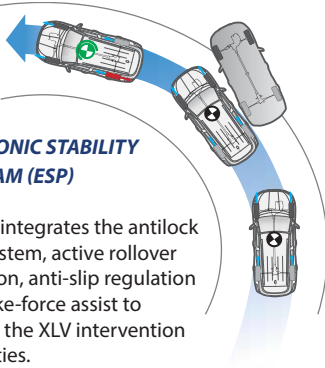 ONIC STABILITY
AM (ESP)
integrates the antilock
stem, active rollover
on, anti-slip regulation
ke-force assist to
the XLV intervention
ties.